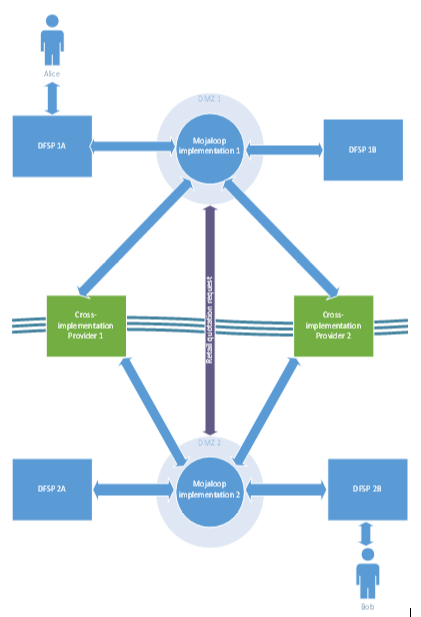 Alice
DMZ 1
DFSP 1A
Mojaloop
implementation 1
DFSP 1B
Retail quotation request
Cross-
implementation
Provider 1
Cross-
implementation
Provider 2
DMZ 2
DFSP 2A
Mojaloop
implementation 2
DFSP 2B
Bob